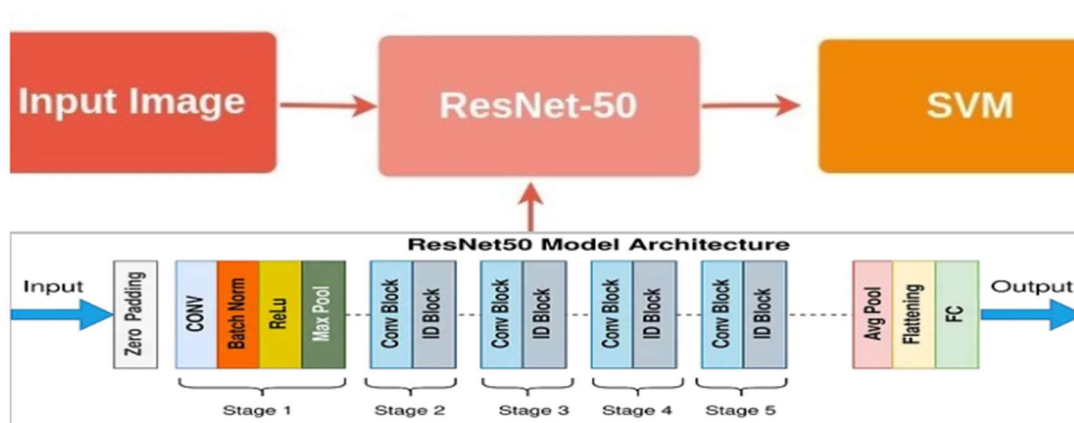 Input Image
ResNet-50
SVM
ResNet50 Model Architecture
Input
Zero Padding
CONV
Batch Norm
ReLu
Max Pool
Conv Block
ID Block
Conv Block
ID Block
Conv Block
ID Block
Conv Block
ID Block
Avg Pool
Flattening
FC
Output
Stage 1
Stage 2
Stage 3
Stage 4
Stage 5